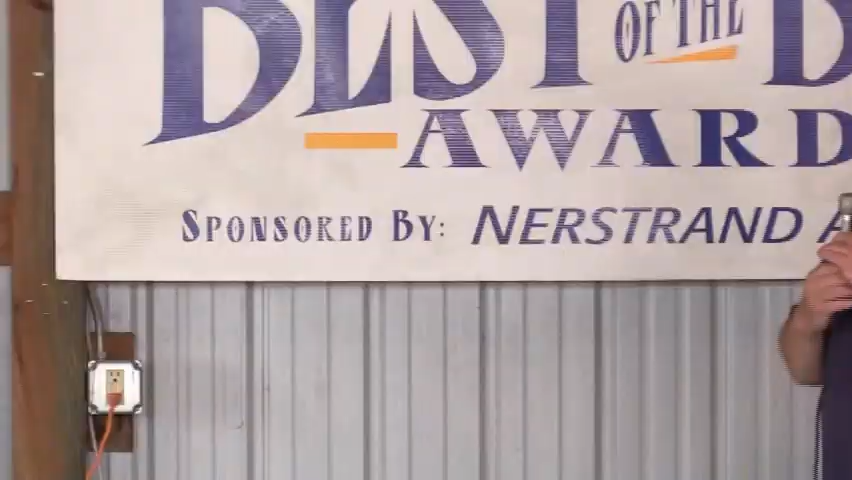 BEST OF THE
AWARD
SPONSORED BY: NERSTRAND